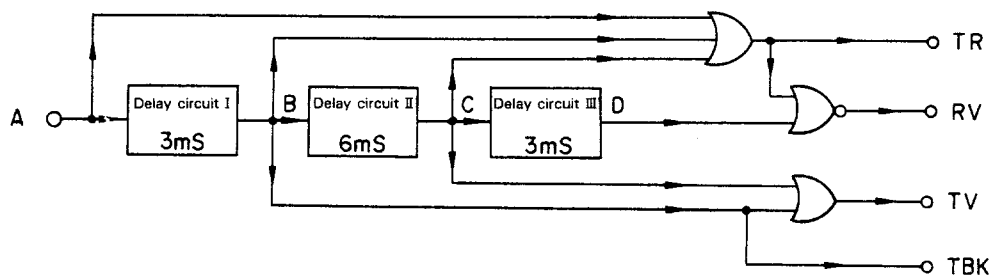 TR
A
Delay circuit I
3mS
B
Delay circuit II
6mS
C
Delay circuit III
3mS
D
RV
TV
TBK